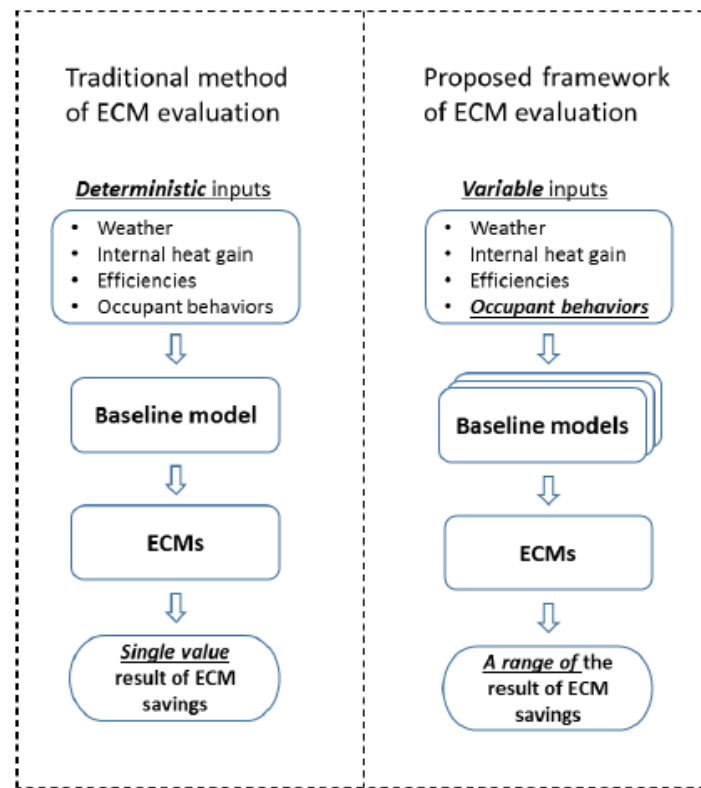 Traditional method
of ECM evaluation
Deterministic inputs
• Weather
• Internal heat gain
• Efficiencies
• Occupant behaviors
Baseline model
ECMs
Single value
result of ECM
savings
Proposed framework
of ECM evaluation
Variable inputs
• Weather
• Internal heat gain
• Efficiencies
• Occupant behaviors
Baseline models
ECMs
A range of the
result of ECM
savings